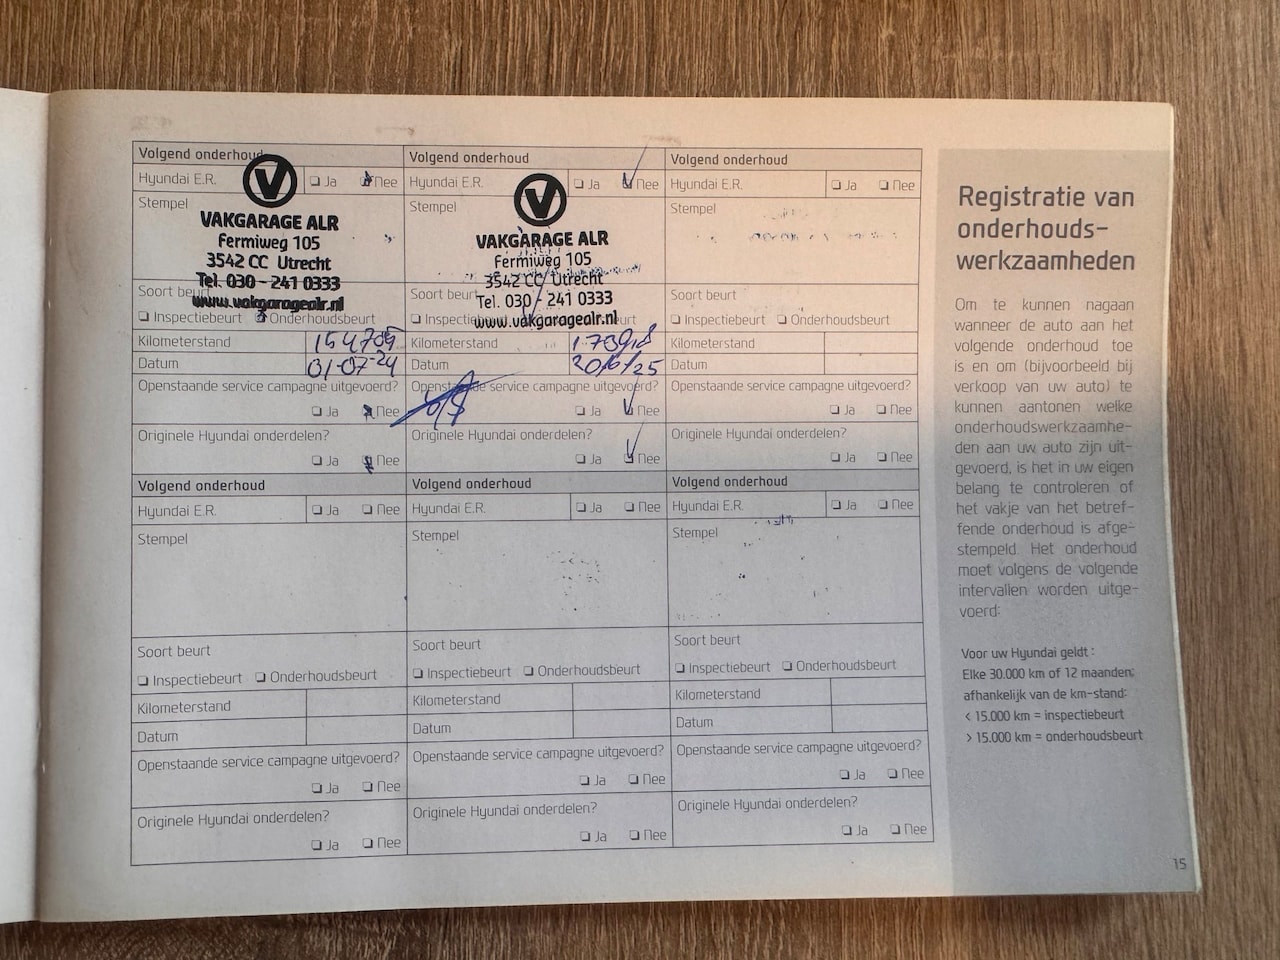 Volgend onderhoud
Hyundai E.R. Ja Nee
Stempel
VAKGARAGE ALR
Fermiweg 105
3542 CC Utrecht
Tel. 030 - 241 0333
www.vakgaragealr.nl
Soort beurt
Inspectiebeurt Onderhoudsbeurt
Kilometerstand 154709
Datum 01-07-24
Openstaande service campagne uitgevoerd?
Ja Nee
Originele Hyundai onderdelen?
Ja Nee
Volgend onderhoud
Hyundai E.R. Ja Nee
Stempel
VAKGARAGE ALR
Fermiweg 105
3542 CC Utrecht
Tel. 030 - 241 0333
www.vakgaragealr.nl
Soort beurt
Inspectiebeurt Onderhoudsbeurt
Kilometerstand
Datum 20/6/25
Openstaande service campagne uitgevoerd?
Ja Nee
Originele Hyundai onderdelen?
Ja Nee
Volgend onderhoud
Hyundai E.R. Ja Nee
Stempel
Soort beurt
Inspectiebeurt Onderhoudsbeurt
Kilometerstand
Datum
Openstaande service campagne uitgevoerd?
Ja Nee
Originele Hyundai onderdelen?
Ja Nee
Volgend onderhoud
Hyundai E.R. Ja Nee
Stempel
Soort beurt
Inspectiebeurt Onderhoudsbeurt
Kilometerstand
Datum
Openstaande service campagne uitgevoerd?
Ja Nee
Originele Hyundai onderdelen?
Ja Nee
Volgend onderhoud
Hyundai E.R. Ja Nee
Stempel
Soort beurt
Inspectiebeurt Onderhoudsbeurt
Kilometerstand
Datum
Openstaande service campagne uitgevoerd?
Ja Nee
Originele Hyundai onderdelen?
Ja Nee
Volgend onderhoud
Hyundai E.R. Ja Nee
Stempel
Soort beurt
Inspectiebeurt Onderhoudsbeurt
Kilometerstand
Datum
Openstaande service campagne uitgevoerd?
Ja Nee
Originele Hyundai onderdelen?
Ja Nee
Registratie van
onderhouds-
werkzaamheden
Om te kunnen nagaan
wanneer de auto aan het
volgende onderhoud toe
is en om (bijvoorbeeld bij
verkoop van uw auto) te
kunnen aantonen welke
onderhoudswerkzaamhe-
den aan uw auto zijn uit-
gevoerd, is het in uw eigen
belang te controleren of
het vakje van het betref-
fende onderhoud is afge-
stempeld. Het onderhoud
moet volgens de volgende
intervallen worden uitge-
voerd:
Voor uw Hyundai geldt :
Elke 30.000 km of 12 maanden;
afhankelijk van de km-stand:
< 15.000 km = inspectiebeurt
> 15.000 km = onderhoudsbeurt
15